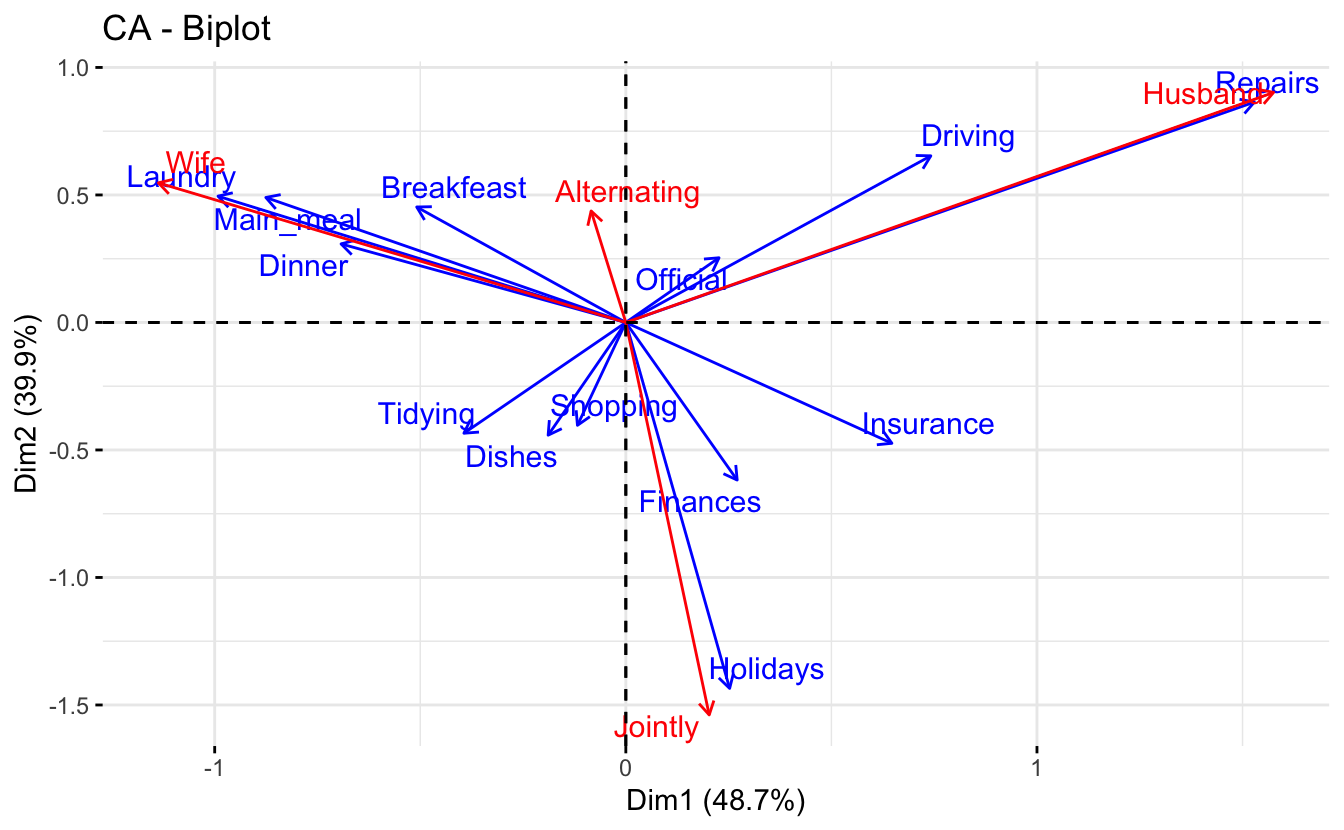 CA - Biplot
1.0
Repairs
Husband
Driving
Wife
Laundry
Breakfeast
Alternating
0.5
Main_meal
Dinner
Official
0.0
Dim2 (39.9%)
Shopping
Tidying
Insurance
Dishes
-0.5
Finances
-1.0
Holidays
-1.5
Jointly
-1
0
1
Dim1 (48.7%)